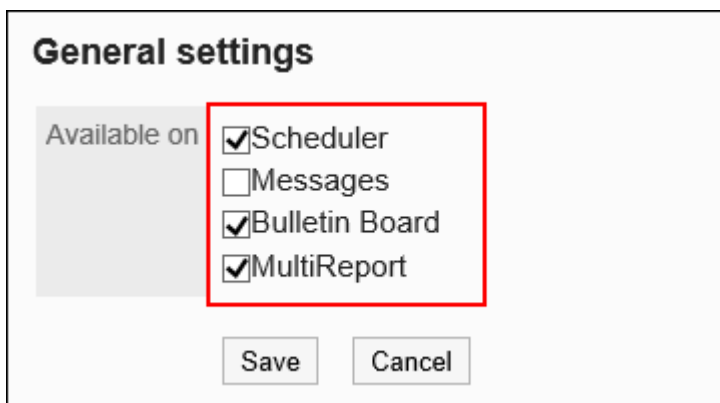 General settings
Available on
Scheduler
Messages
Bulletin Board
MultiReport
Save Cancel